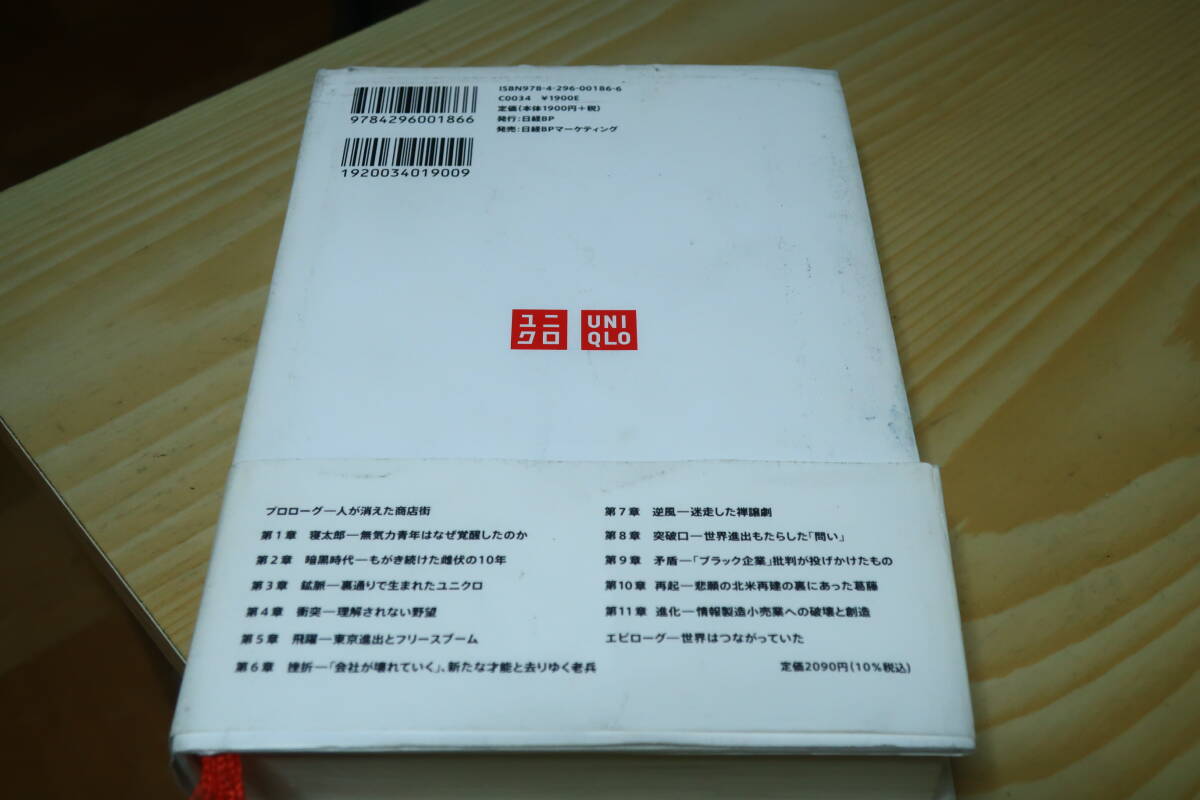 ISBN978-4-296-00186-6
C0034 ¥1900E
定価(本体1900円+税)
発行:日経BP
発売:日経BPマーケティング
9784296001866
1920034019009
ユニ
クロ
UNI
QLO
プロローグ―人が消えた商店街
第1章 寝太郎―無気力青年はなぜ覚醒したのか
第2章 暗黒時代―もがき続けた雌伏の10年
第3章 鉱脈―裏通りで生まれたユニクロ
第4章 衝突―理解されない野望
第5章 飛躍―東京進出とフリースブーム
第6章 挫折―「会社が壊れていく」、新たな才能と去りゆく老兵
第7章 逆風―迷走した禅譲劇
第8章 突破口―世界進出もたらした「問い」
第9章 矛盾―「ブラック企業」批判が投げかけたもの
第10章 再起―悲願の北米再建の裏にあった葛藤
第11章 進化―情報製造小売業への破壊と創造
エピローグ―世界はつながっていた
定価2090円(10%税込)